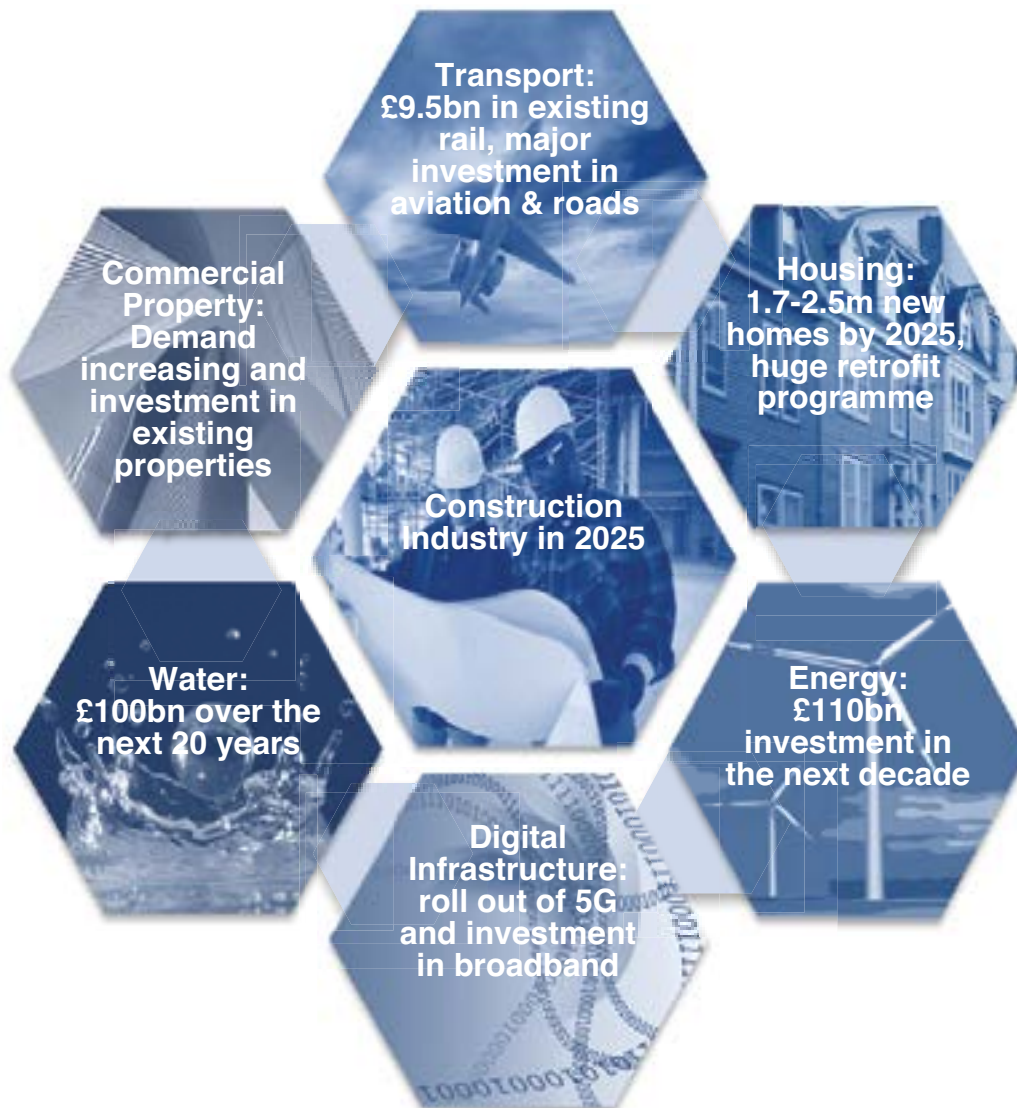 Transport:
£9.5bn in existing
rail, major
investment in
aviation & roads
Commercial
Property:
Demand
increasing and
investment in
existing
properties
Housing:
1.7-2.5m new
homes by 2025,
huge retrofit
programme
Construction
Industry in 2025
Water:
£100bn over the
next 20 years
Energy:
£110bn
investment in
the next decade
Digital
Infrastructure:
roll out of 5G
and investment
in broadband